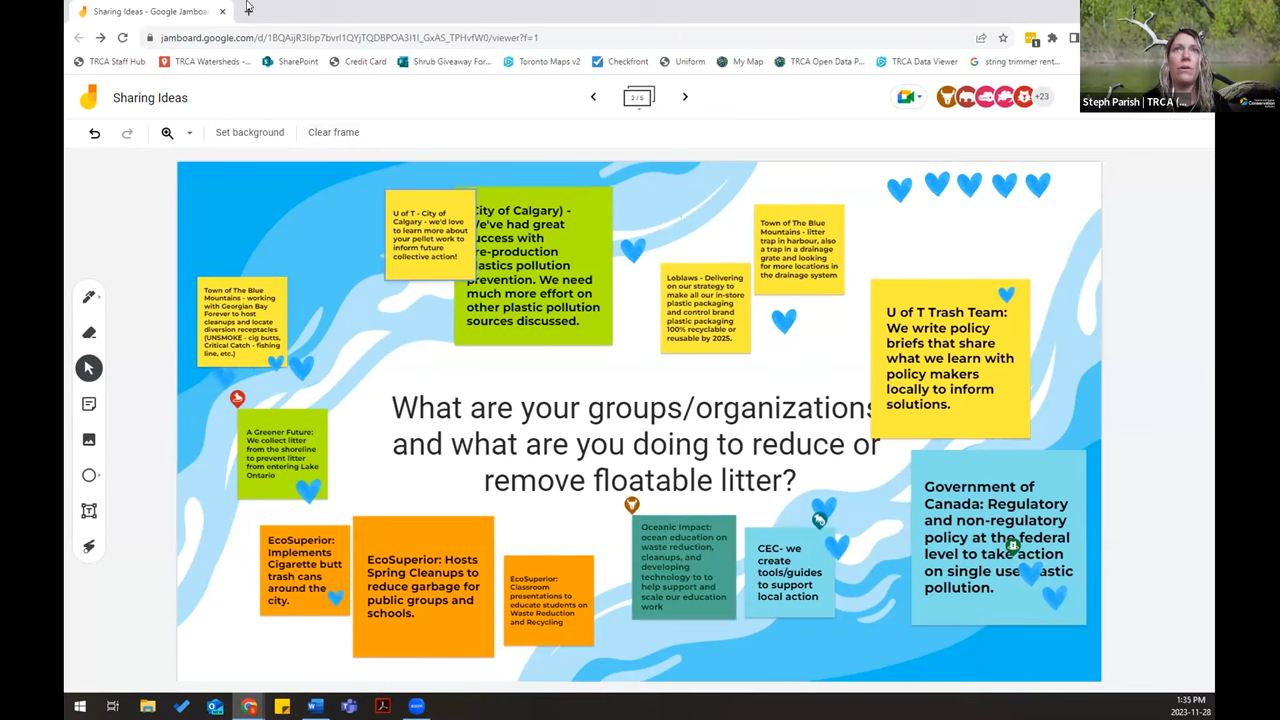 Sharing Ideas - Google Jamboa
jamboard.google.com/d/1BQAijR3Ibp7bvrI1QYjTQDBPOA3I1I_GxAS_TPHvfW0/viewer?f=1
TRCA Staff Hub
TRCA Watersheds -...
SharePoint
Credit Card
Shrub Giveaway For...
Toronto Maps v2
Checkfront
Uniform
My Map
TRCA Open Data P...
TRCA Data Viewer
string trimmer rent...
Steph Parish | TRCA (...
Conservation
Sharing Ideas
2 / 5
+23
Set background
Clear frame
U of T - City of
Calgary - we'd love
to learn more about
your pellet work to
inform future
collective action!
City of Calgary) -
We've had great
success with
pre-production
plastics pollution
prevention. We need
much more effort on
other plastic pollution
sources discussed.
Town of The Blue
Mountains - litter
trap in harbour, also
a trap in a drainage
grate and looking
for more locations in
the drainage system
Loblaws - Delivering
on our strategy to
make all our in-store
plastic packaging
and control brand
plastic packaging
100% recyclable or
reusable by 2025.
Town of The Blue
Mountains - working
with Georgian Bay
Forever to host
cleanups and locate
diversion receptacles
(UNSMOKE - cig butts,
Critical Catch - fishing
line, etc.)
U of T Trash Team:
We write policy
briefs that share
what we learn with
policy makers
locally to inform
solutions.
What are your groups/organizations
and what are you doing to reduce or
remove floatable litter?
A Greener Future:
We collect litter
from the shoreline
to prevent litter
from entering Lake
Ontario
Government of
Canada: Regulatory
and non-regulatory
policy at the federal
level to take action
on single use plastic
pollution.
EcoSuperior:
Implements
Cigarette butt
trash cans
around the
city.
EcoSuperior: Hosts
Spring Cleanups to
reduce garbage for
public groups and
schools.
EcoSuperior:
Classroom
presentations to
educate students on
Waste Reduction
and Recycling
Oceanic Impact:
ocean education on
waste reduction,
cleanups, and
developing
technology to to
help support and
scale our education
work
CEC- we
create
tools/guides
to support
local action
1:35 PM
2023-11-28